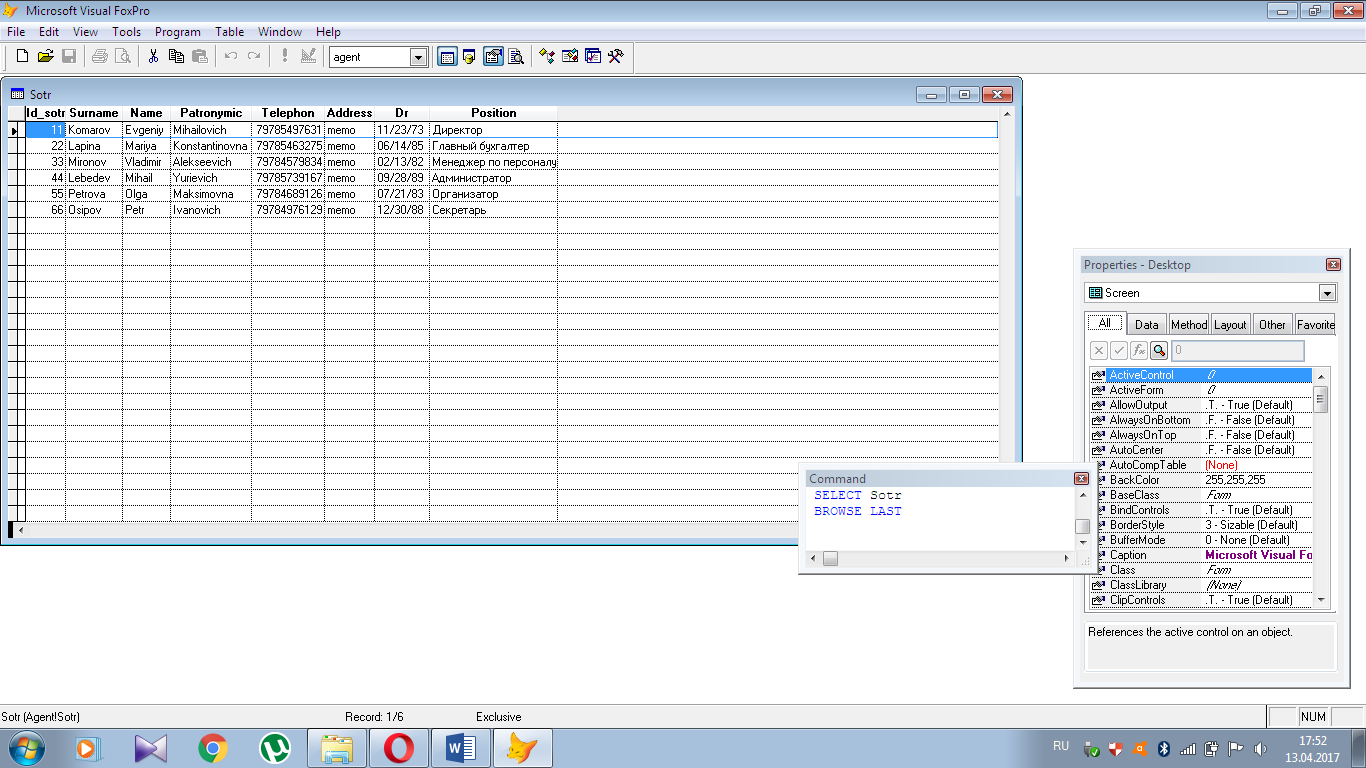 Microsoft Visual FoxPro
File Edit View Tools Program Table Window Help
agent
Sotr
Id_sotr Surname Name Patronymic Telephon Address Dr Position
11 Komarov Evgeniy Mihailovich 79785497631 memo 11/23/73 Директор
22 Lapina Mariya Konstantinovna 79785463275 memo 06/14/85 Главный бухгалтер
33 Mironov Vladimir Alekseevich 79784579834 memo 02/13/82 Менеджер по персоналу
44 Lebedev Mihail Yurievich 79785739167 memo 09/28/89 Администратор
55 Petrova Olga Maksimovna 79784689126 memo 07/21/83 Организатор
66 Osipov Petr Ivanovich 79784976129 memo 12/30/88 Секретарь
Properties - Desktop
Screen
All Data Method Layout Other Favorite
0
ActiveControl 0
ActiveForm 0
AllowOutput .T. - True (Default)
AlwaysOnBottom .F. - False (Default)
AlwaysOnTop .F. - False (Default)
AutoCenter .F. - False (Default)
AutoCompTable (None)
BackColor 255,255,255
BaseClass Form
BindControls .T. - True (Default)
BorderStyle 3 - Sizable (Default)
BufferMode 0 - None (Default)
Caption Microsoft Visual Fo
Class Form
ClassLibrary (None)
ClipControls .T. - True (Default)
References the active control on an object.
Command
SELECT Sotr
BROWSE LAST
Sotr (Agent!Sotr) Record: 1/6 Exclusive NUM
RU 17:52
13.04.2017